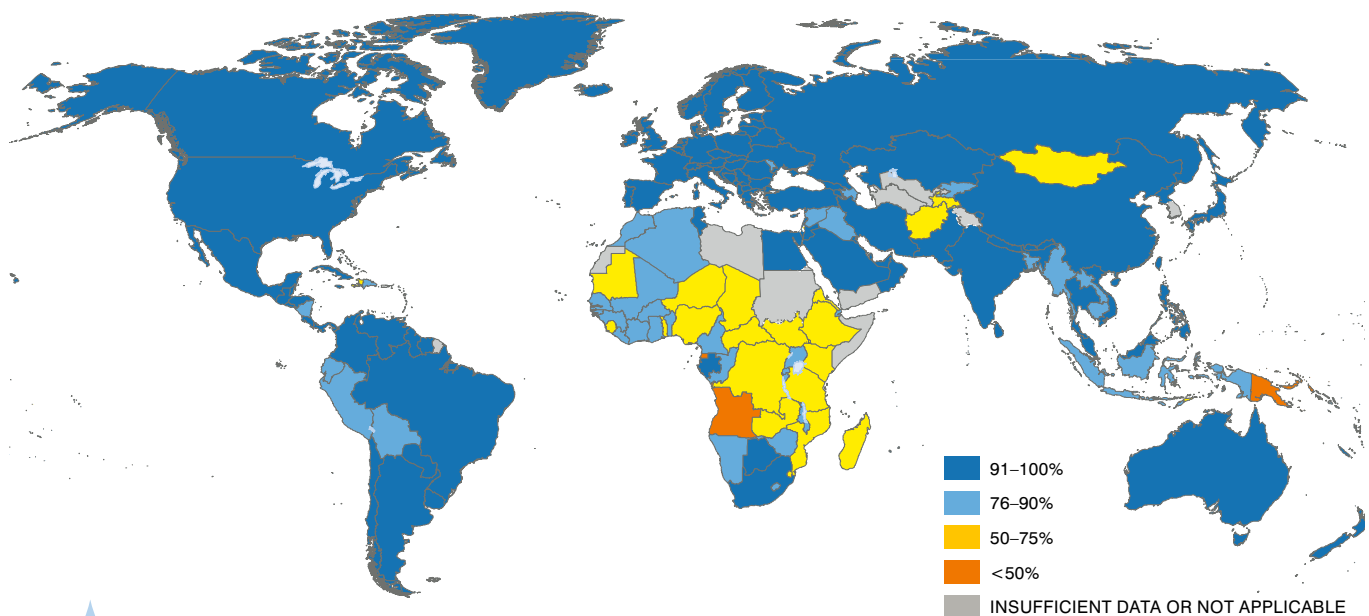 91–100%
76–90%
50–75%
<50%
INSUFFICIENT DATA OR NOT APPLICABLE